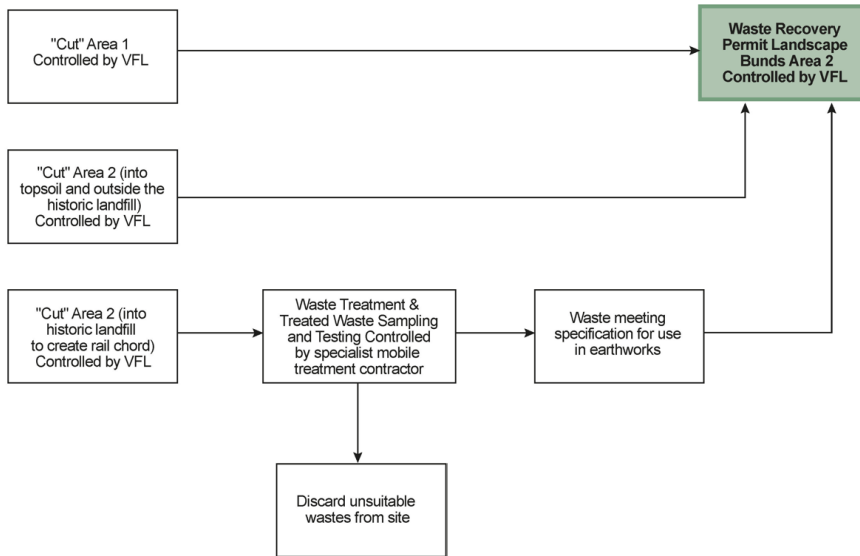 "Cut" Area 1
Controlled by VFL
Waste Recovery
Permit Landscape
Bunds Area 2
Controlled by VFL
"Cut" Area 2 (into
topsoil and outside the
historic landfill)
Controlled by VFL
"Cut" Area 2 (into
historic landfill
to create rail chord)
Controlled by VFL
Waste Treatment &
Treated Waste Sampling
and Testing Controlled
by specialist mobile
treatment contractor
Waste meeting
specification for use
in earthworks
Discard unsuitable
wastes from site